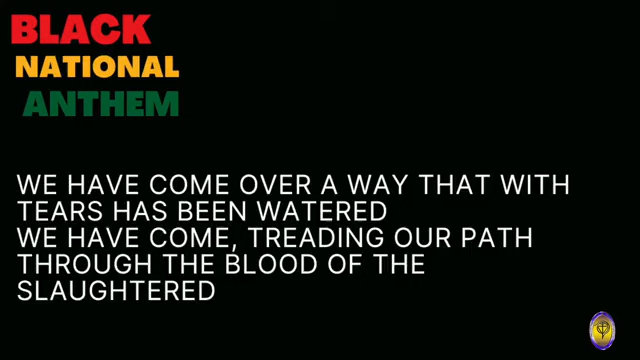 BLACK
NATIONAL
ANTHEM
WE HAVE COME OVER A WAY THAT WITH
TEARS HAS BEEN WATERED
WE HAVE COME, TREADING OUR PATH
THROUGH THE BLOOD OF THE
SLAUGHTERED